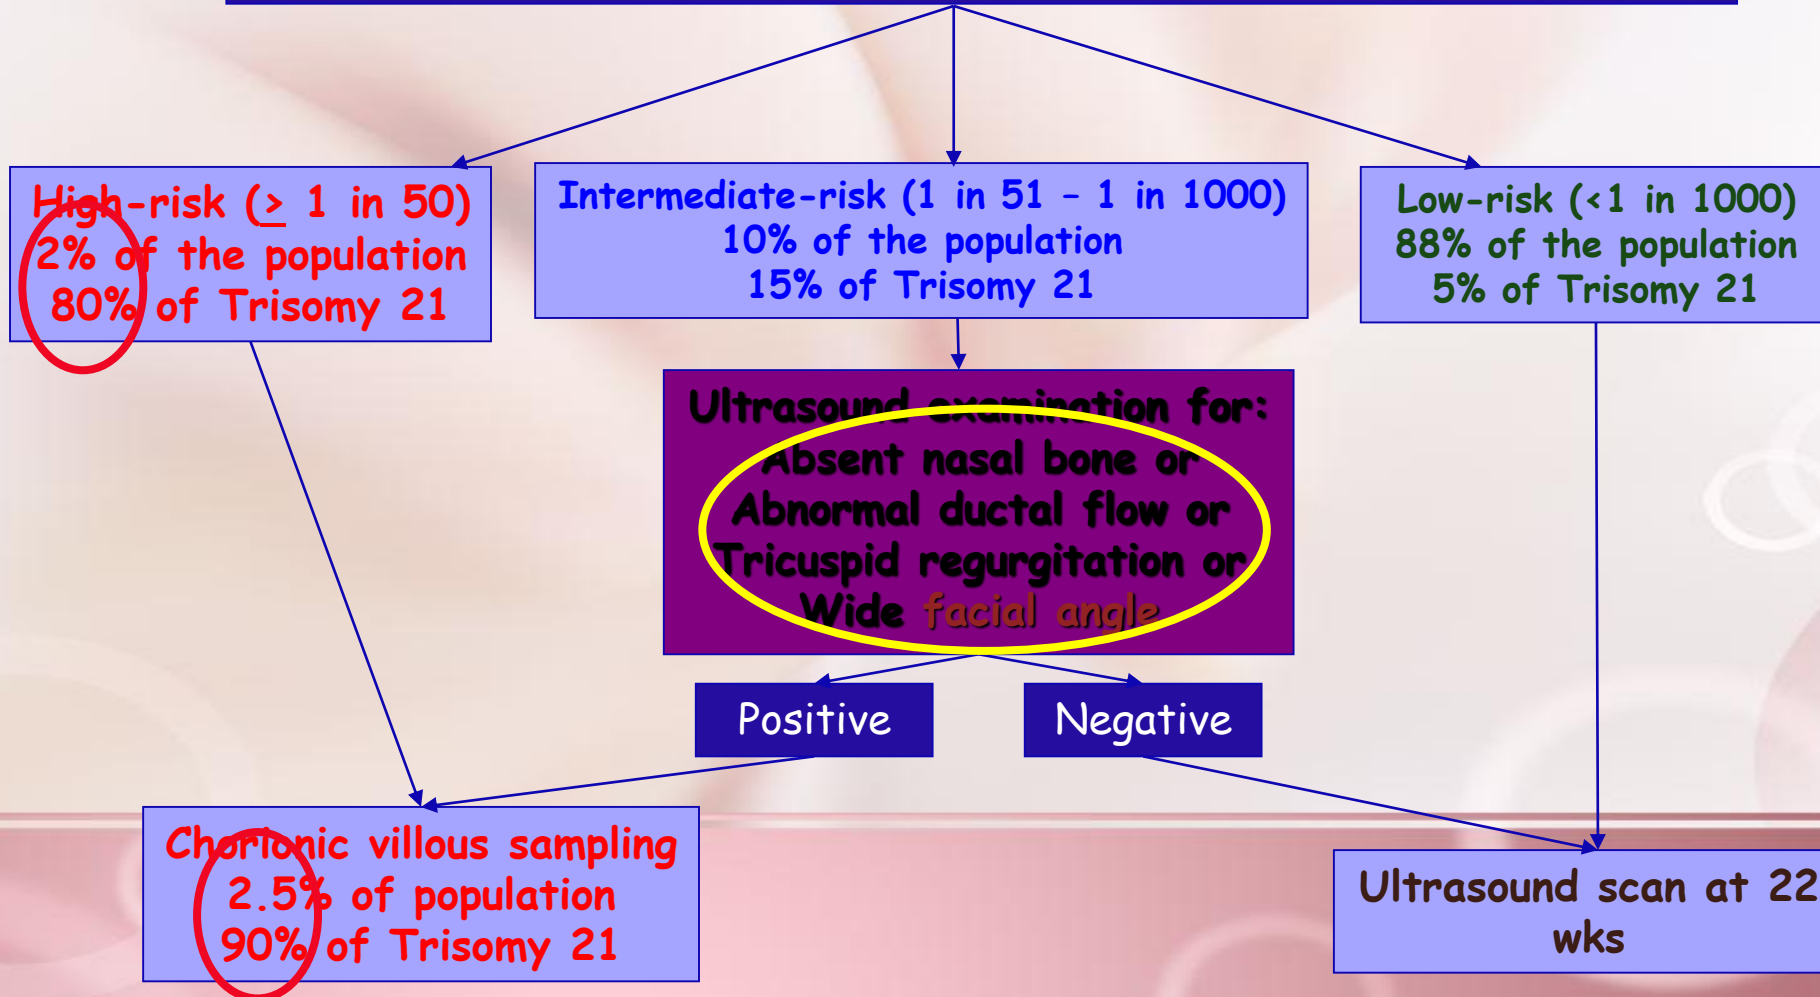 High-risk (≥ 1 in 50)
2% of the population
80% of Trisomy 21
Intermediate-risk (1 in 51 – 1 in 1000)
10% of the population
15% of Trisomy 21
Low-risk (<1 in 1000)
88% of the population
5% of Trisomy 21
Ultrasound examination for:
Absent nasal bone or
Abnormal ductal flow or
Tricuspid regurgitation or
Wide facial angle
Positive
Negative
Chorionic villous sampling
2.5% of population
90% of Trisomy 21
Ultrasound scan at 22
wks